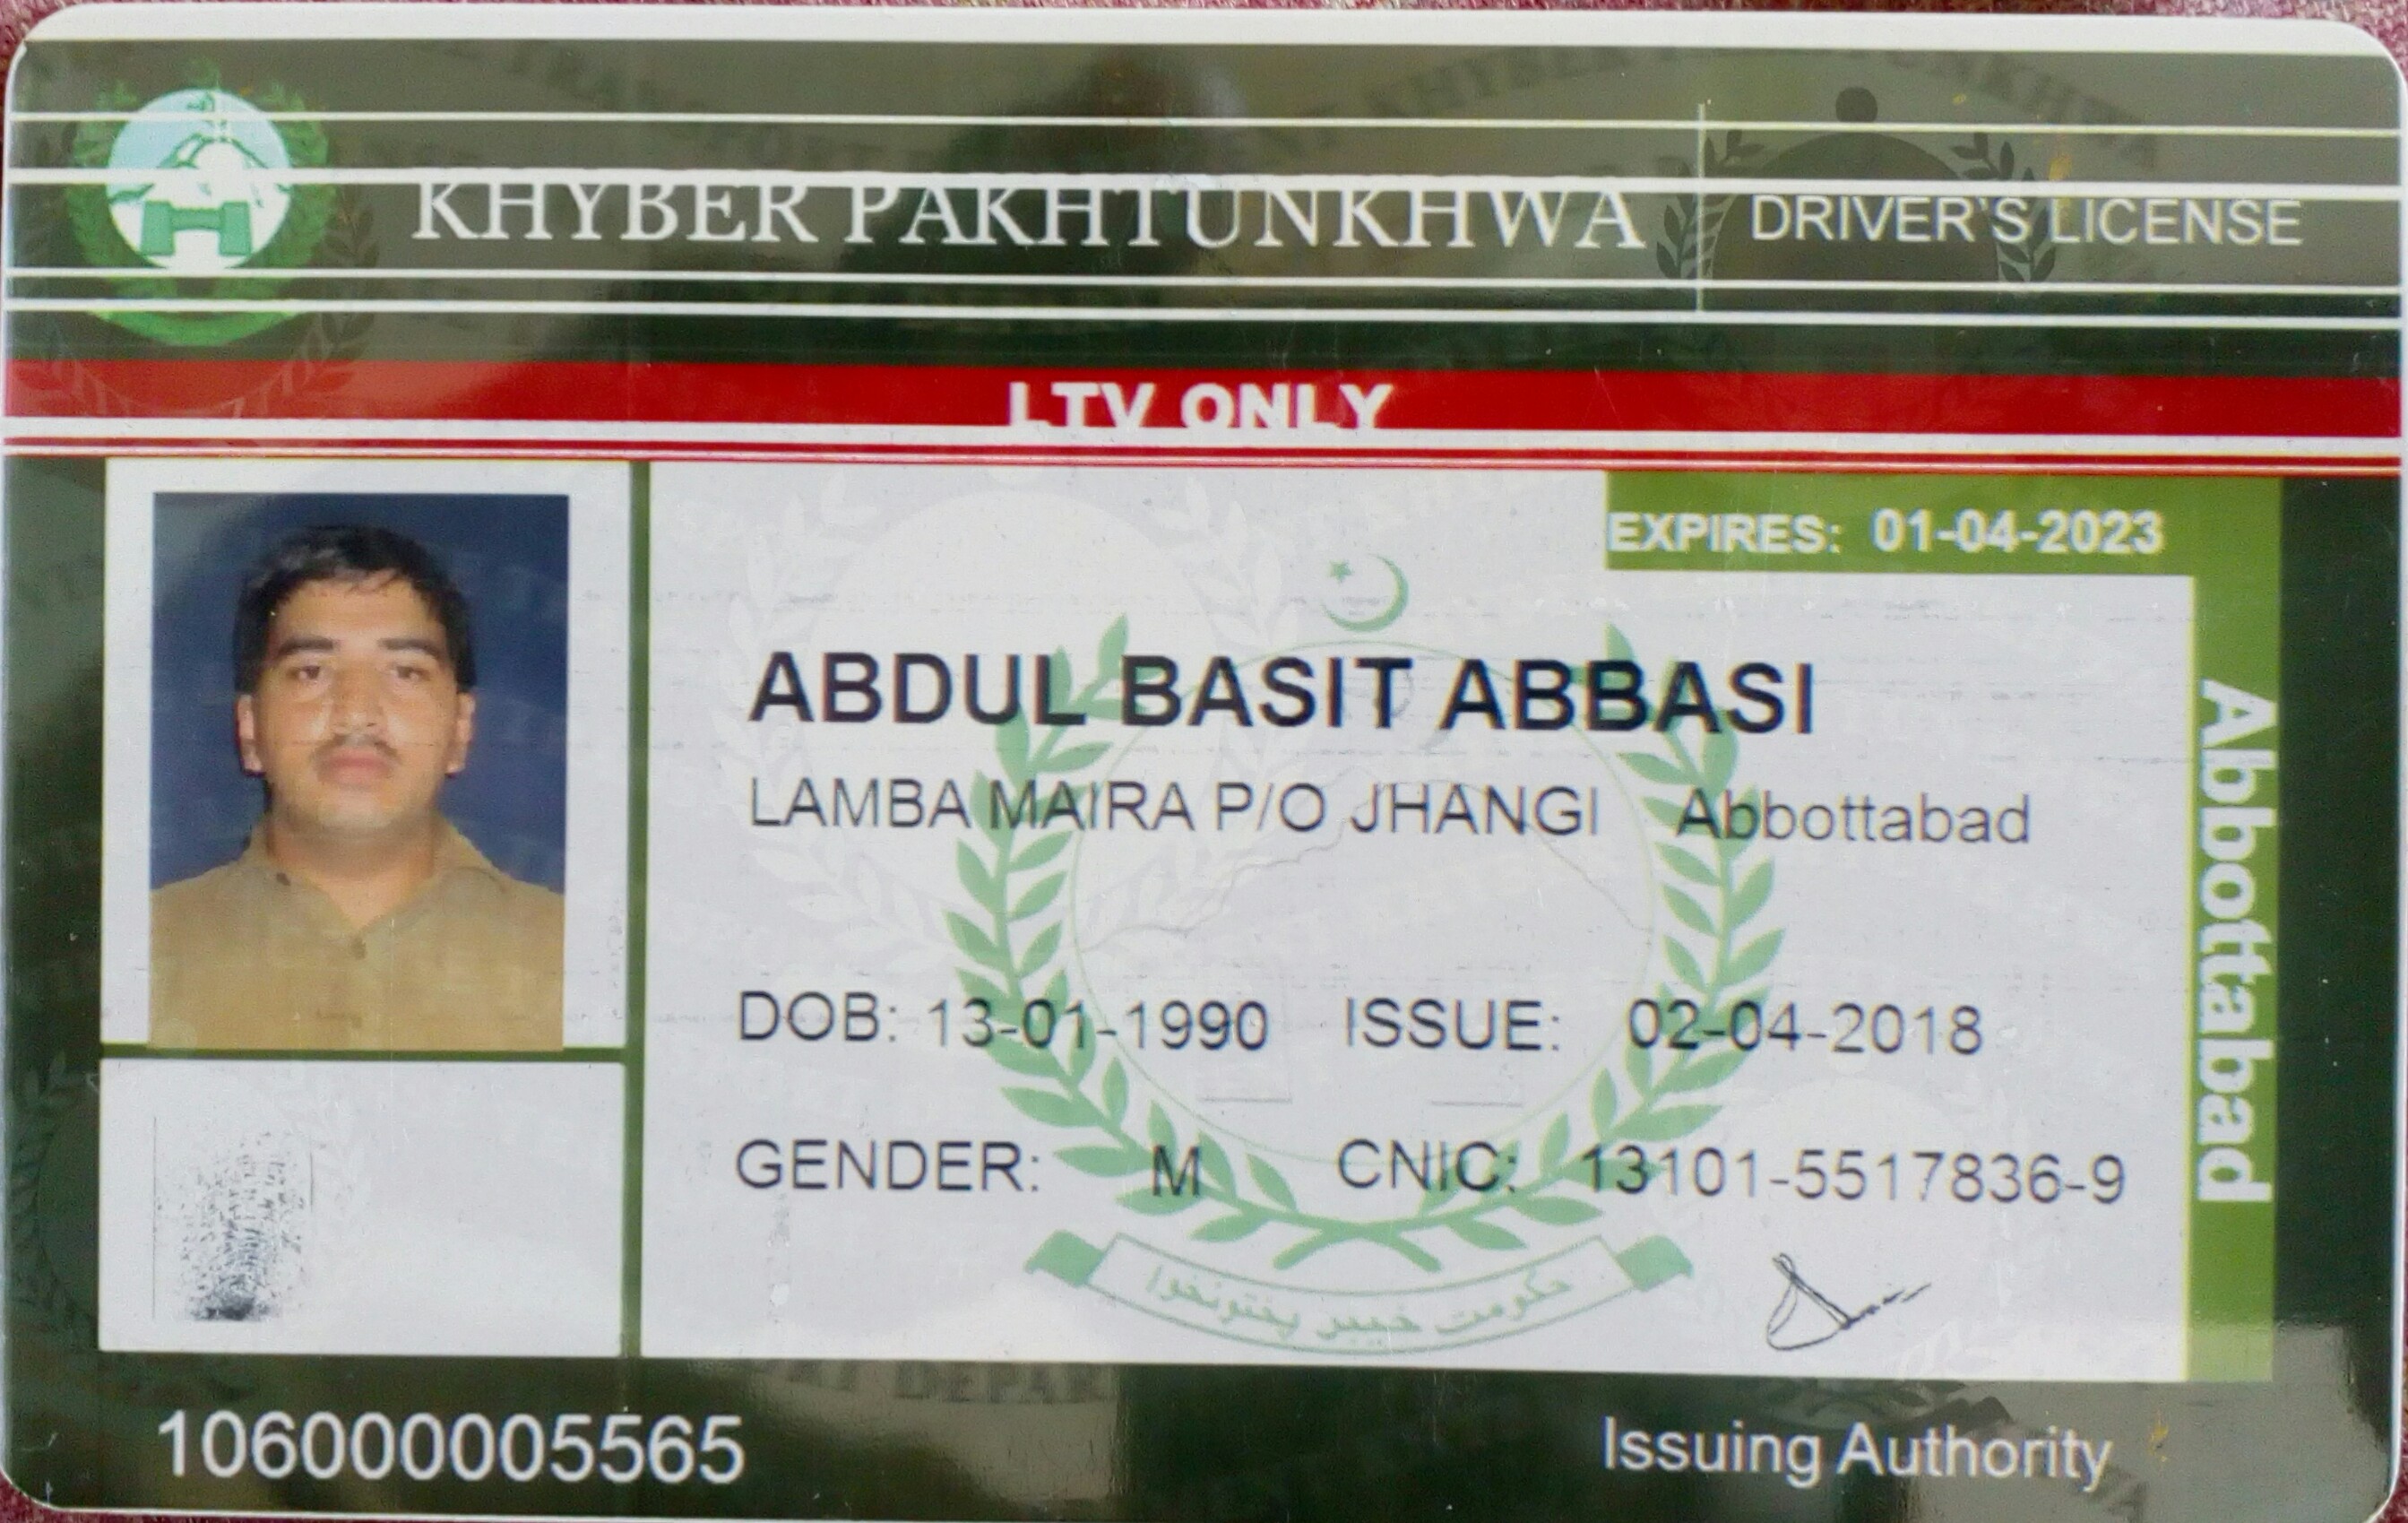 KHYBER PAKHTUNKHWA DRIVER'S LICENSE
LTV ONLY
EXPIRES: 01-04-2023
ABDUL BASIT ABBASI
LAMBA MAIRA P/O JHANGI Abbottabad
Abbottabad
DOB: 13-01-1990 ISSUE: 02-04-2018
GENDER: M CNIC: 13101-5517836-9
حکومت خیبر پختونخوا
106000005565
Issuing Authority